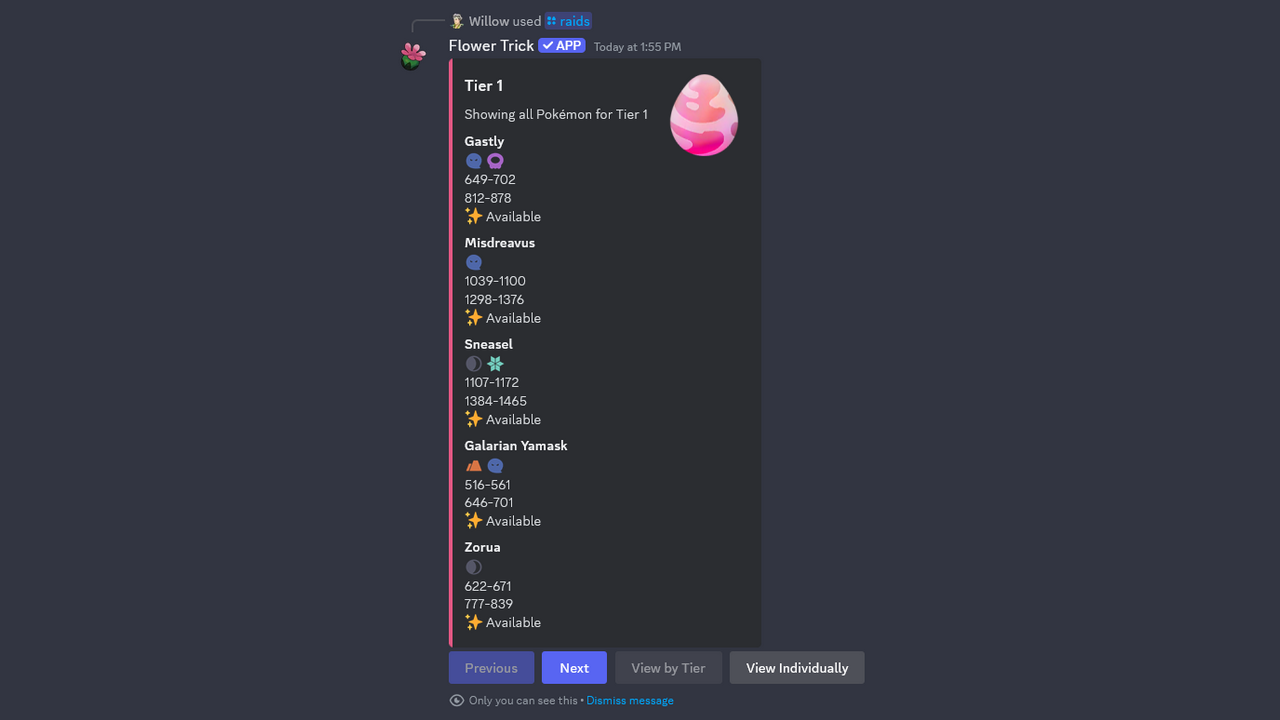 Willow used raids
Flower Trick APP Today at 1:55 PM
Tier 1
Showing all Pokémon for Tier 1
Gastly
649-702
812-878
✨ Available
Misdreavus
1039-1100
1298-1376
✨ Available
Sneasel
1107-1172
1384-1465
✨ Available
Galarian Yamask
516-561
646-701
✨ Available
Zorua
622-671
777-839
✨ Available
Previous Next View by Tier View Individually
Only you can see this • Dismiss message